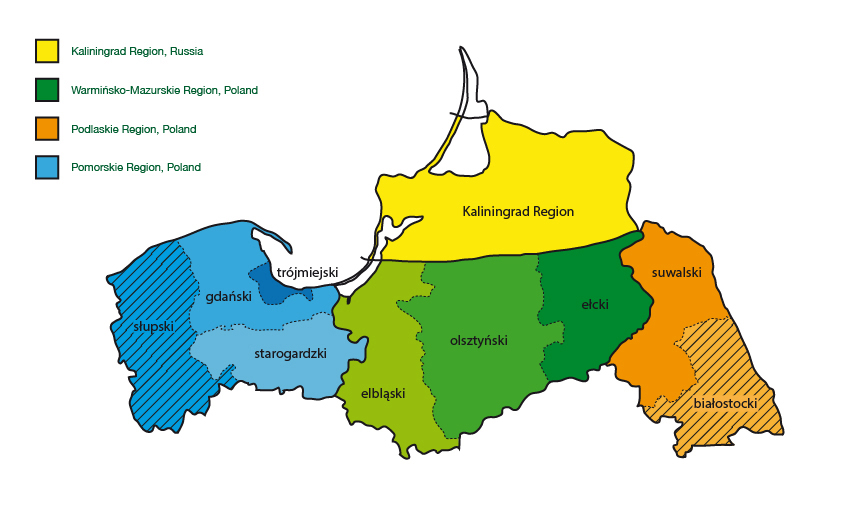 Kaliningrad Region, Russia
Warmińsko-Mazurskie Region, Poland
Podlaskie Region, Poland
Pomorskie Region, Poland
Kaliningrad Region
trójmiejski
suwalski
gdański
ełcki
słupski
olsztyński
starogardzki
elbląski
białostocki